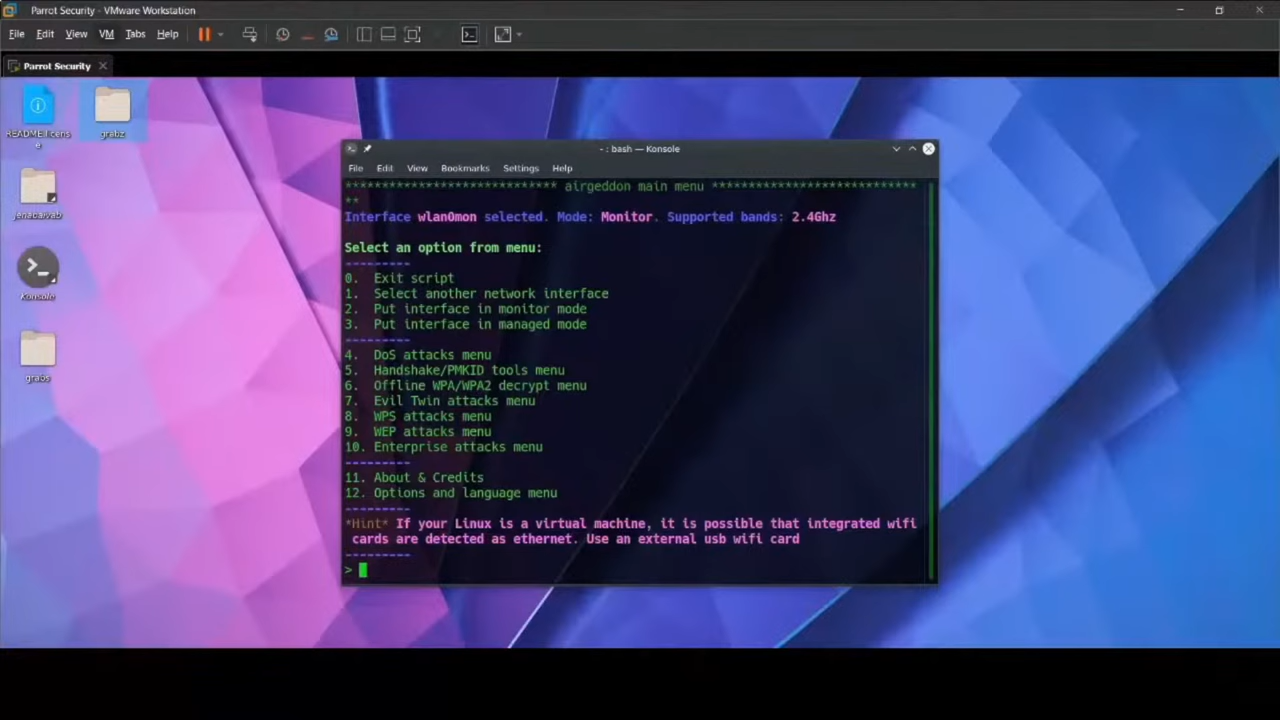 Parrot Security - VMware Workstation
File Edit View VM Tabs Help
Parrot Security
README.licens
e
grabz
Konsole
grabs
~ : bash — Konsole
File Edit View Bookmarks Settings Help
***************************** airgeddon main menu ****************************
**
Interface wlan0mon selected. Mode: Monitor. Supported bands: 2.4Ghz
Select an option from menu:
---------
0. Exit script
1. Select another network interface
2. Put interface in monitor mode
3. Put interface in managed mode
---------
4. DoS attacks menu
5. Handshake/PMKID tools menu
6. Offline WPA/WPA2 decrypt menu
7. Evil Twin attacks menu
8. WPS attacks menu
9. WEP attacks menu
10. Enterprise attacks menu
---------
11. About & Credits
12. Options and language menu
---------
*Hint* If your Linux is a virtual machine, it is possible that integrated wifi
cards are detected as ethernet. Use an external usb wifi card
---------
>